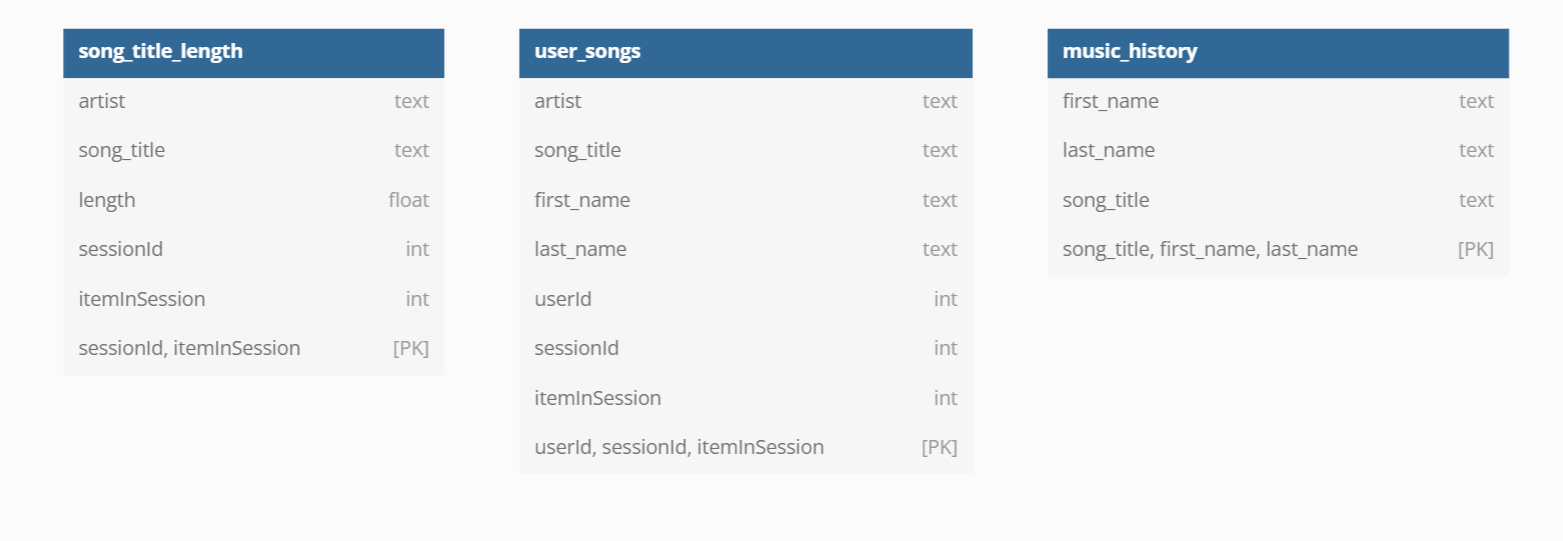 song_title_length
artist text
song_title text
length float
sessionId int
itemInSession int
sessionId, itemInSession [PK]
user_songs
artist text
song_title text
first_name text
last_name text
userId int
sessionId int
itemInSession int
userId, sessionId, itemInSession [PK]
music_history
first_name text
last_name text
song_title text
song_title, first_name, last_name [PK]